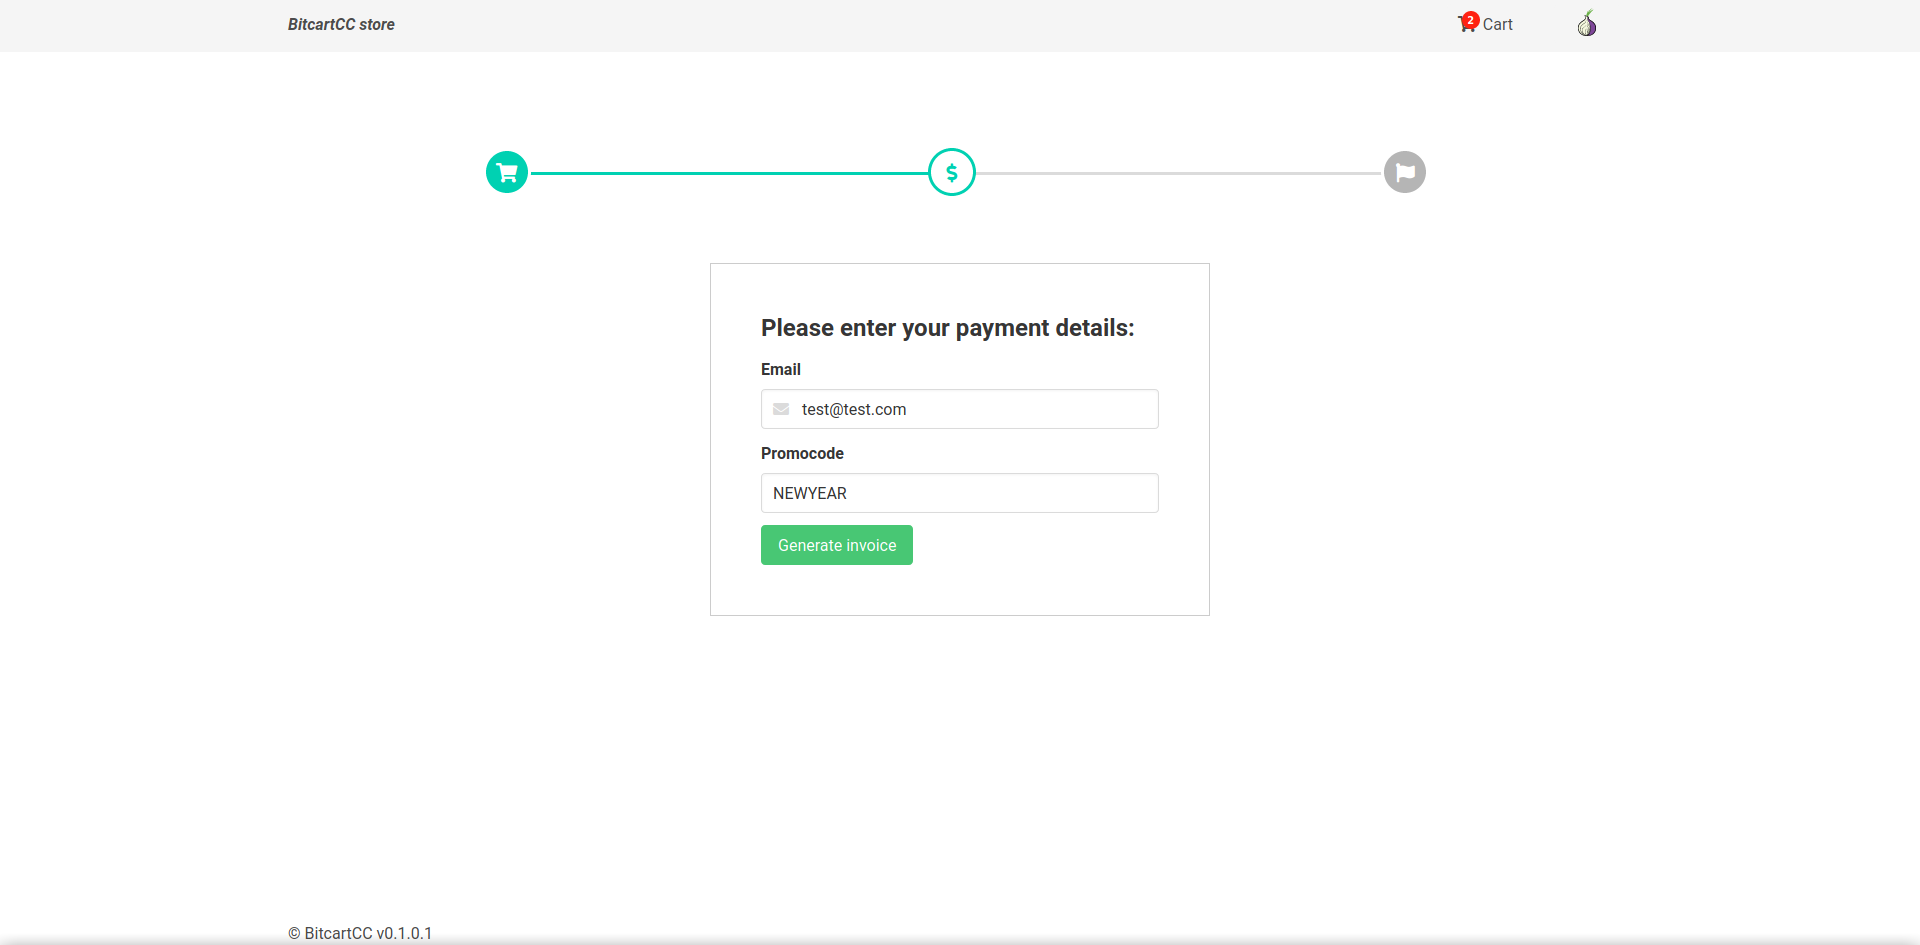 BitcartCC store
2 Cart
$
Please enter your payment details:
Email
test@test.com
Promocode
NEWYEAR
Generate invoice
© BitcartCC v0.1.0.1